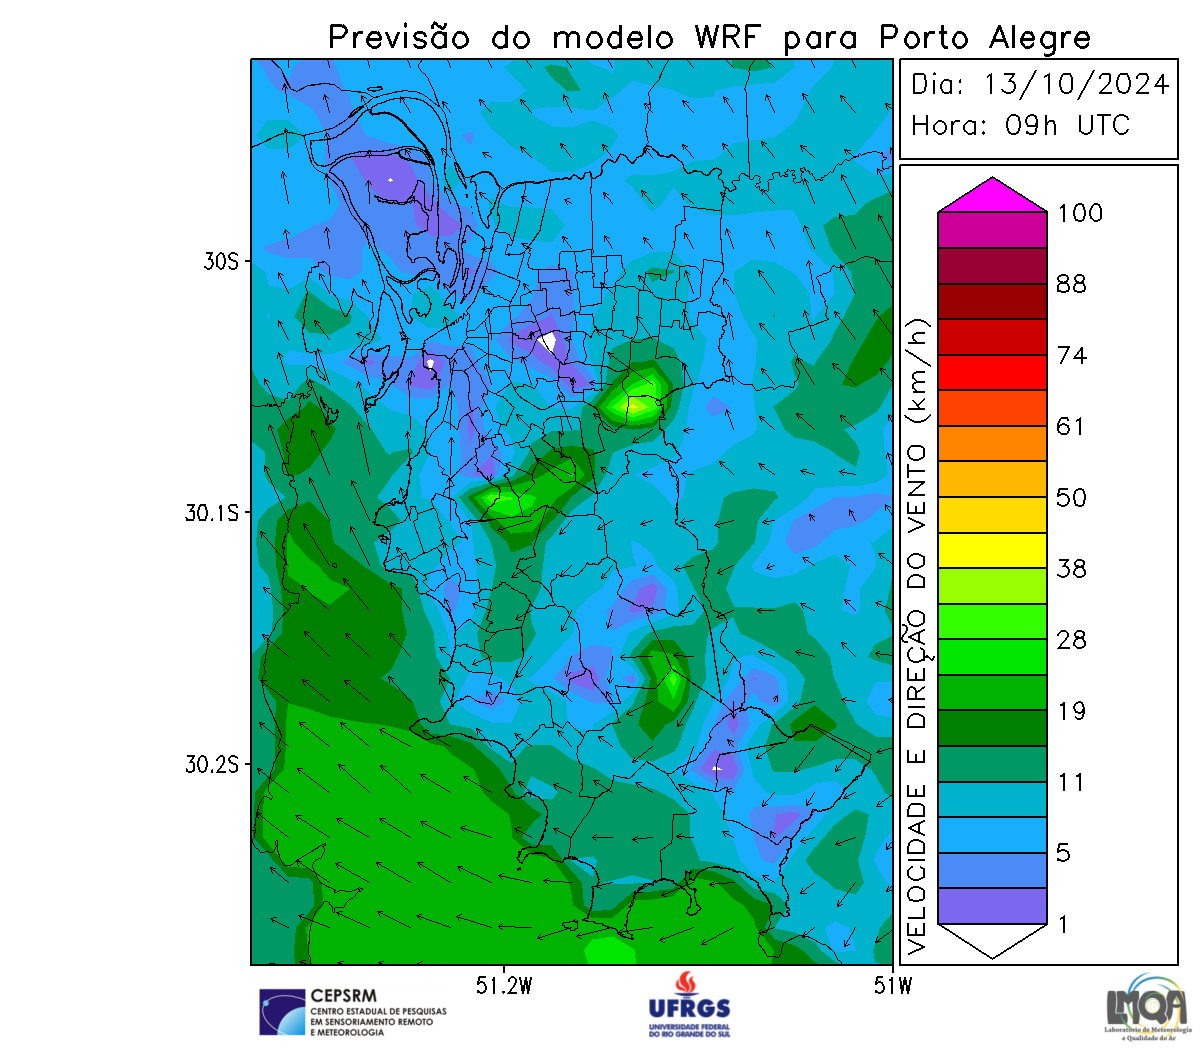 Previsão do modelo WRF para Porto Alegre
Dia: 13/10/2024
Hora: 09h UTC
30S
30.1S
30.2S
51.2W
51W
VELOCIDADE E DIREÇÃO DO VENTO (km/h)
100
88
74
61
50
38
28
19
11
5
1
CEPSRM
CENTRO ESTADUAL DE PESQUISAS
EM SENSORIAMENTO REMOTO
E METEOROLOGIA
UFRGS
UNIVERSIDADE FEDERAL
DO RIO GRANDE DO SUL
LMQA
Laboratório de Meteorologia
e Qualidade do Ar